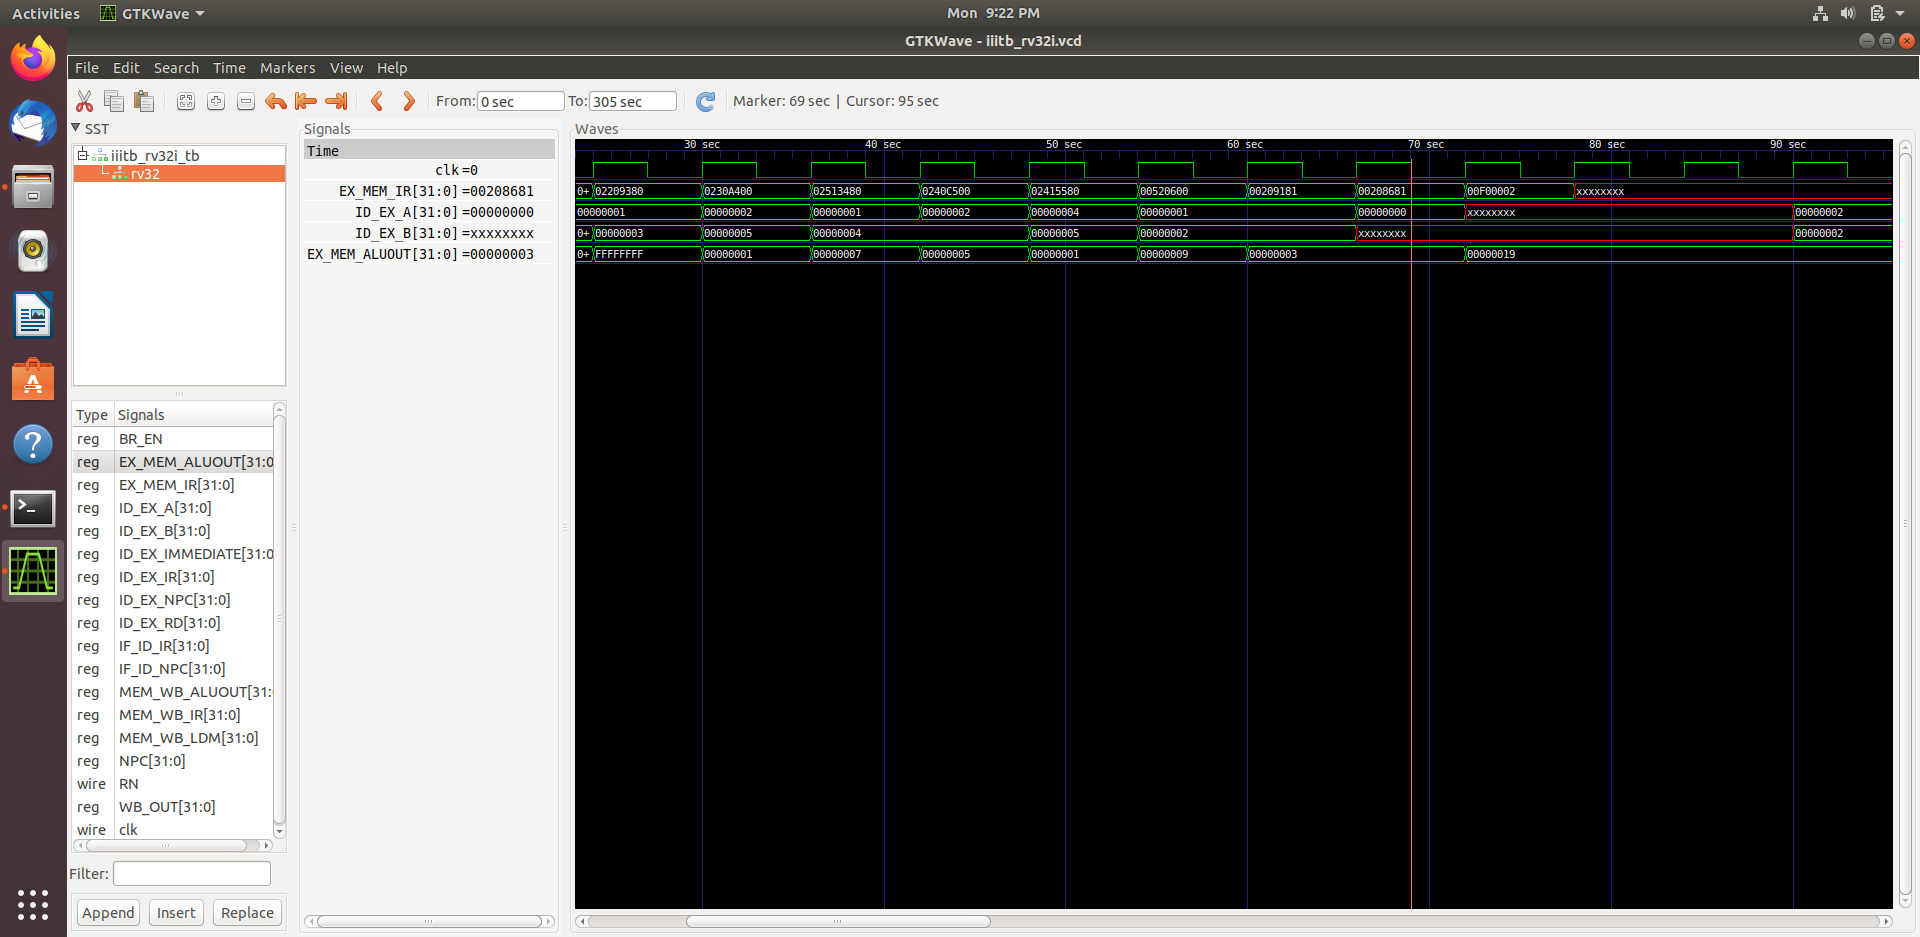 Activities GTKWave Mon 9:22 PM
GTKWave - iiitb_rv32i.vcd
File Edit Search Time Markers View Help
From: 0 sec To: 305 sec Marker: 69 sec | Cursor: 95 sec
SST
iiitb_rv32i_tb
rv32
Type Signals
reg BR_EN
reg EX_MEM_ALUOUT[31:0
reg EX_MEM_IR[31:0]
reg ID_EX_A[31:0]
reg ID_EX_B[31:0]
reg ID_EX_IMMEDIATE[31:0
reg ID_EX_IR[31:0]
reg ID_EX_NPC[31:0]
reg ID_EX_RD[31:0]
reg IF_ID_IR[31:0]
reg IF_ID_NPC[31:0]
reg MEM_WB_ALUOUT[31:
reg MEM_WB_IR[31:0]
reg MEM_WB_LDM[31:0]
reg NPC[31:0]
wire RN
reg WB_OUT[31:0]
wire clk
Filter:
Append Insert Replace
Signals
Time
clk=0
EX_MEM_IR[31:0]=00208681
ID_EX_A[31:0]=00000000
ID_EX_B[31:0]=xxxxxxxx
EX_MEM_ALUOUT[31:0]=00000003
Waves
30 sec 40 sec 50 sec 60 sec 70 sec 80 sec 90 sec
0+ 02209380 0230A400 02513480 0240C500 02415580 00520600 00209181 00208681 00F00002 xxxxxxxx
00000001 00000002 00000001 00000002 00000004 00000001 00000000 xxxxxxxx 00000002
0+ 00000003 00000005 00000004 00000005 00000002 xxxxxxxx 00000002
0+ FFFFFFFF 00000001 00000007 00000005 00000001 00000009 00000003 00000019